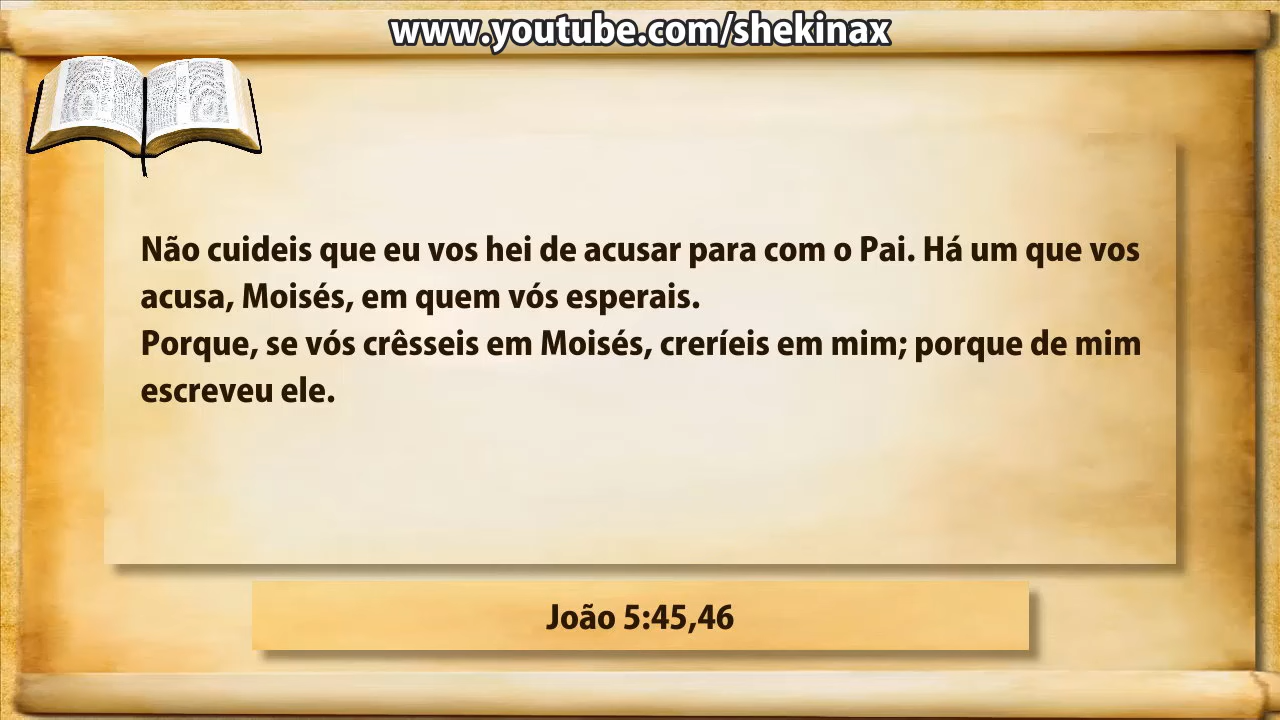 www.youtube.com/shekinax
Não cuideis que eu vos hei de acusar para com o Pai. Há um que vos
acusa, Moisés, em quem vós esperais.
Porque, se vós crêsseis em Moisés, creríeis em mim; porque de mim
escreveu ele.
João 5:45,46